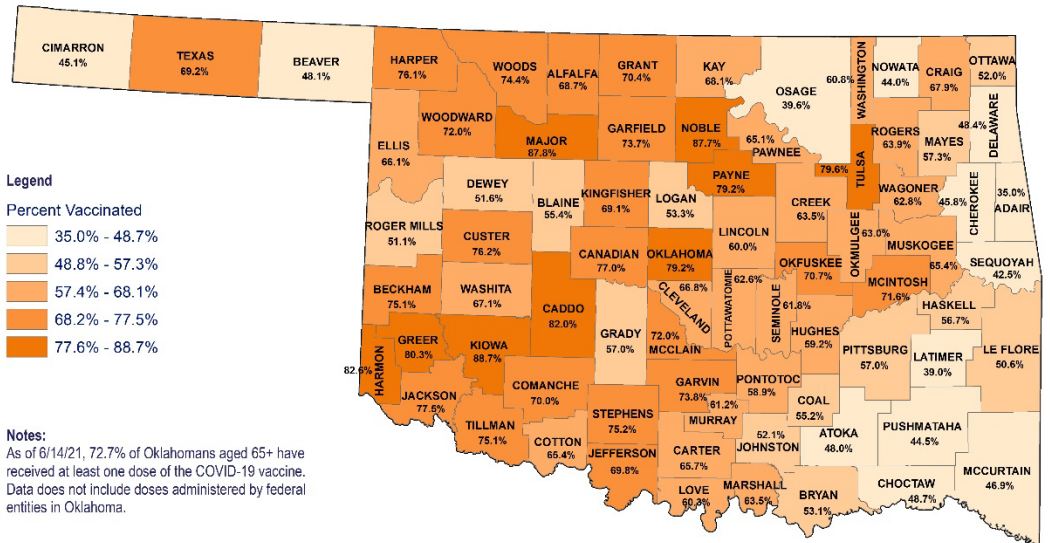 CIMARRON
45.1%
TEXAS
69.2%
BEAVER
48.1%
HARPER
76.1%
WOODS
74.4%
ALFALFA
68.7%
GRANT
70.4%
KAY
68.1%
OSAGE
39.6%
WASHINGTON
60.8%
NOWATA
44.0%
CRAIG
67.9%
OTTAWA
52.0%
ELLIS
66.1%
WOODWARD
72.0%
MAJOR
87.8%
GARFIELD
73.7%
NOBLE
87.7%
65.1%
PAWNEE
79.6%
TULSA
ROGERS
63.9%
MAYES
57.3%
48.4%
DELAWARE
DEWEY
51.6%
BLAINE
55.4%
KINGFISHER
69.1%
LOGAN
53.3%
PAYNE
79.2%
CREEK
63.5%
WAGONER
62.8%
45.8%
CHEROKEE
35.0%
ADAIR
ROGER MILLS
51.1%
CUSTER
76.2%
CANADIAN
77.0%
OKLAHOMA
79.2%
LINCOLN
60.0%
OKFUSKEE
70.7%
OKMULGEE
63.0%
MUSKOGEE
65.4%
SEQUOYAH
42.5%
BECKHAM
75.1%
WASHITA
67.1%
CADDO
82.0%
GRADY
57.0%
66.8%
CLEVELAND
62.6%
POTTAWATOMIE
SEMINOLE
61.8%
HUGHES
59.2%
MCINTOSH
71.6%
HASKELL
56.7%
82.6%
HARMON
GREER
80.3%
KIOWA
88.7%
72.0%
MCCLAIN
PITTSBURG
57.0%
LATIMER
39.0%
LE FLORE
50.6%
JACKSON
77.5%
COMANCHE
70.0%
GARVIN
73.8%
PONTOTOC
58.9%
COAL
55.2%
TILLMAN
75.1%
COTTON
65.4%
STEPHENS
75.2%
61.2%
MURRAY
52.1%
JOHNSTON
ATOKA
48.0%
PUSHMATAHA
44.5%
JEFFERSON
69.8%
CARTER
65.7%
LOVE
60.3%
MARSHALL
63.5%
BRYAN
53.1%
CHOCTAW
48.7%
MCCURTAIN
46.9%
Legend
Percent Vaccinated
35.0% - 48.7%
48.8% - 57.3%
57.4% - 68.1%
68.2% - 77.5%
77.6% - 88.7%
Notes:
As of 6/14/21, 72.7% of Oklahomans aged 65+ have
received at least one dose of the COVID-19 vaccine.
Data does not include doses administered by federal
entities in Oklahoma.